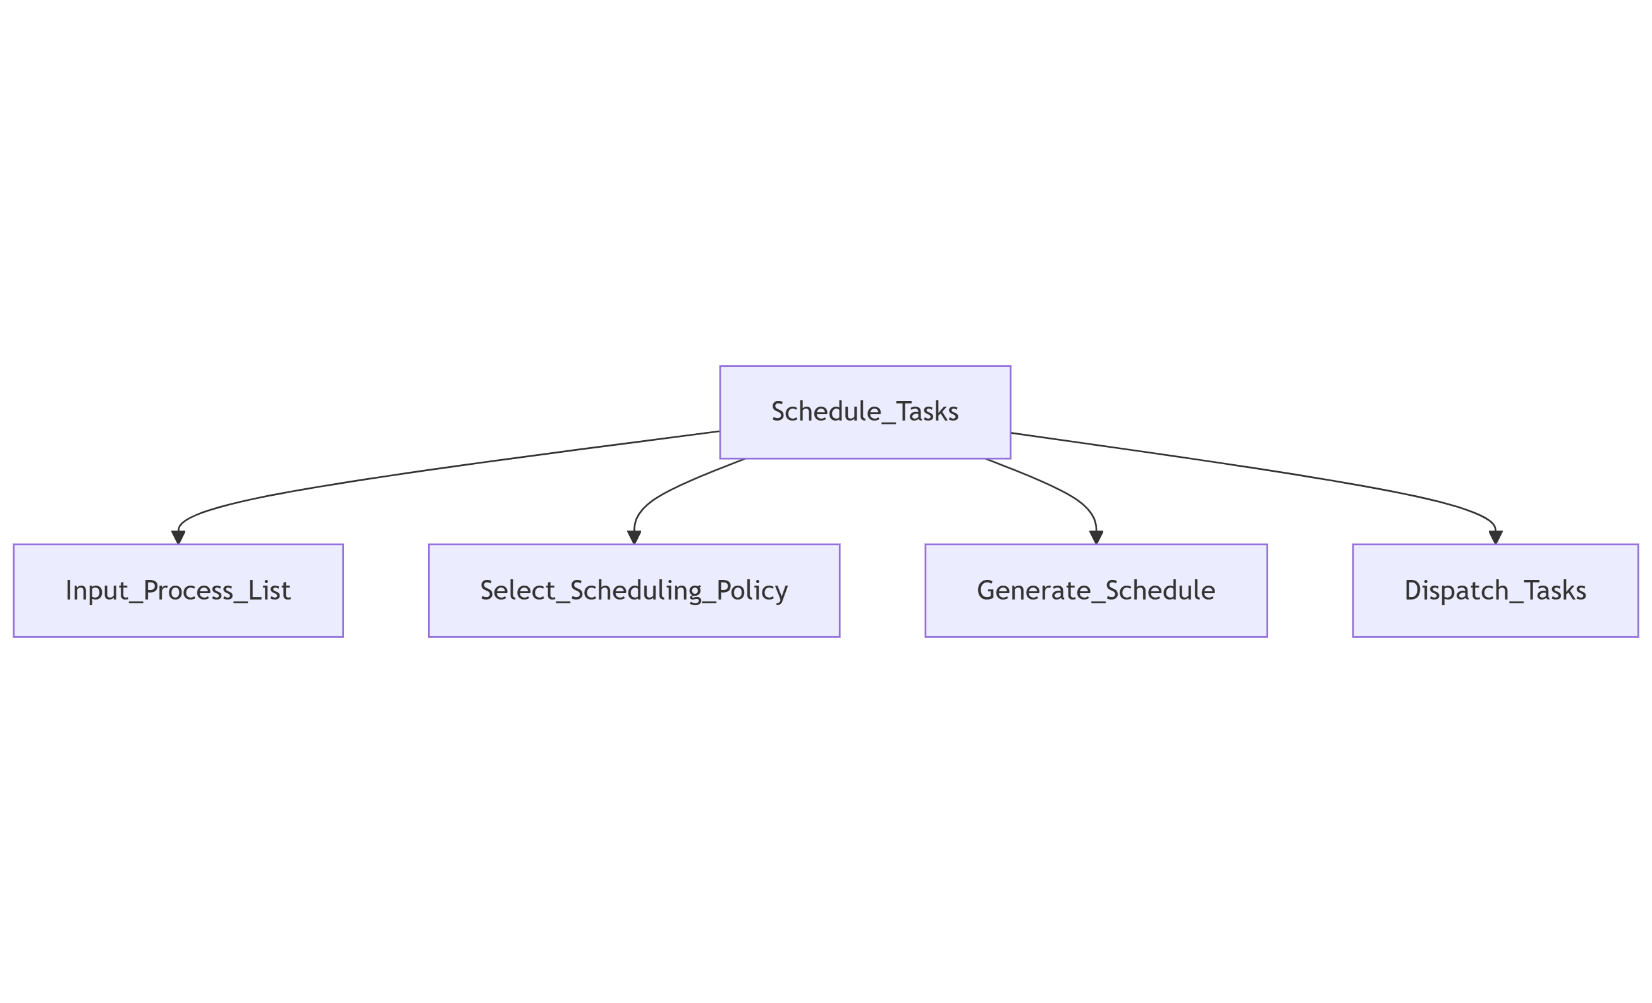 Schedule_Tasks
Input_Process_List
Select_Scheduling_Policy
Generate_Schedule
Dispatch_Tasks